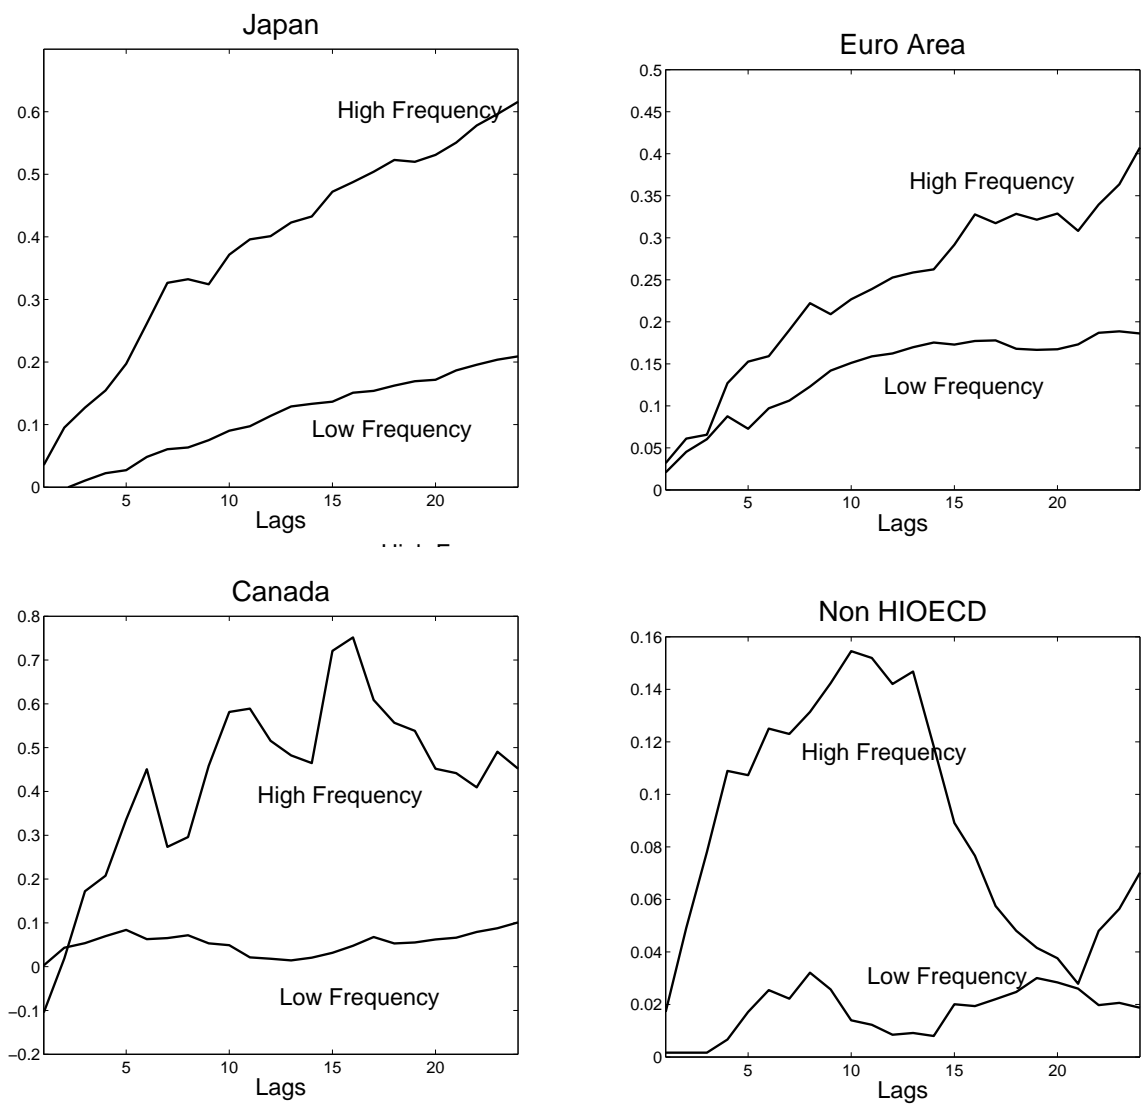 Japan
0.6
0.5
0.4
0.3
0.2
0.1
0
High Frequency
Low Frequency
5 10 15 20
Lags
Euro Area
0.5
0.45
0.4
0.35
0.3
0.25
0.2
0.15
0.1
0.05
0
High Frequency
Low Frequency
5 10 15 20
Lags
Canada
0.8
0.7
0.6
0.5
0.4
0.3
0.2
0.1
0
−0.1
−0.2
High Frequency
Low Frequency
5 10 15 20
Lags
Non HIOECD
0.16
0.14
0.12
0.1
0.08
0.06
0.04
0.02
0
High Frequency
Low Frequency
5 10 15 20
Lags